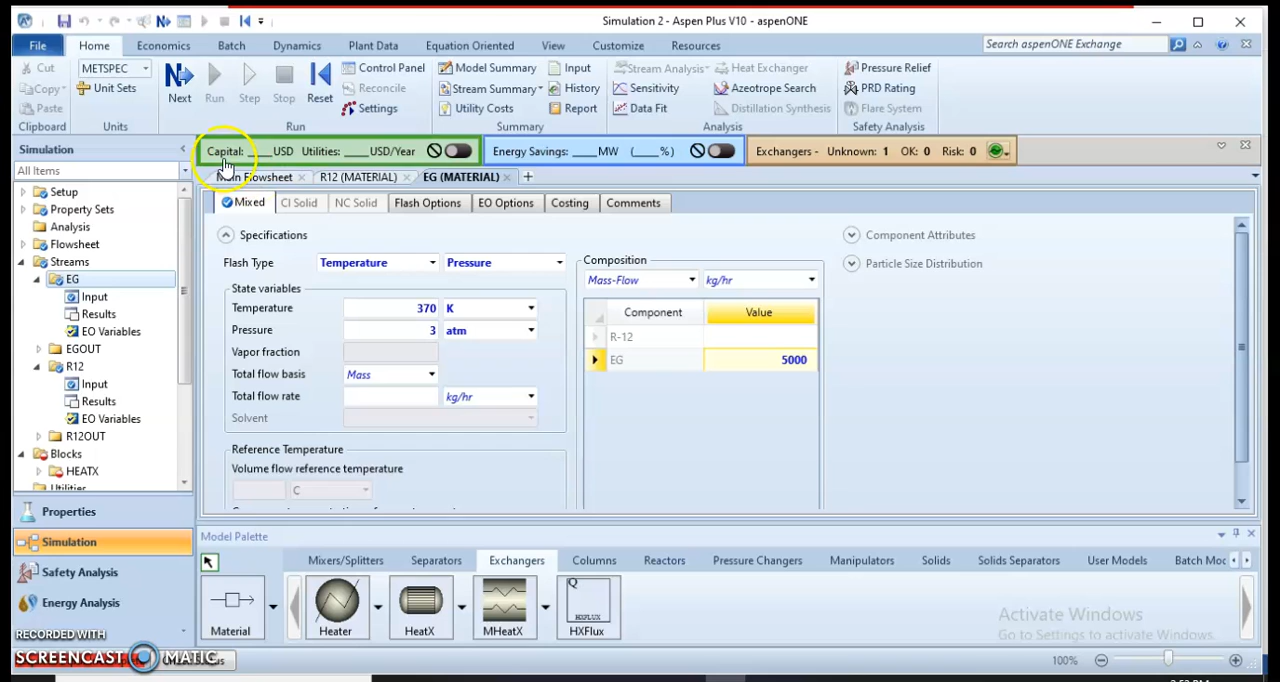 Simulation 2 - Aspen Plus V10 - aspenONE
File Home Economics Batch Dynamics Plant Data Equation Oriented View Customize Resources Search aspenONE Exchange
Cut METSPEC Control Panel Model Summary Input Stream Analysis Heat Exchanger Pressure Relief
Copy Unit Sets Next Run Step Stop Reset Reconcile Stream Summary History Sensitivity Azeotrope Search PRD Rating
Paste Settings Utility Costs Report Data Fit Distillation Synthesis Flare System
Clipboard Units Run Summary Analysis Safety Analysis
Simulation Capital: ____USD Utilities: ____USD/Year Energy Savings: ____MW (____%) Exchangers - Unknown: 1 OK: 0 Risk: 0
All Items Main Flowsheet R12 (MATERIAL) EG (MATERIAL) +
Setup
Property Sets
Analysis
Flowsheet
Streams
EG
Input
Results
EO Variables
EGOUT
R12
Input
Results
EO Variables
R12OUT
Blocks
HEATX
Utilities
Properties
Simulation
Safety Analysis
Energy Analysis
Mixed CI Solid NC Solid Flash Options EO Options Costing Comments
Specifications
Flash Type Temperature Pressure
State variables
Temperature 370 K
Pressure 3 atm
Vapor fraction
Total flow basis Mass
Total flow rate kg/hr
Solvent
Reference Temperature
Volume flow reference temperature
C
Composition
Mass-Flow kg/hr
Component Value
R-12
EG 5000
Component Attributes
Particle Size Distribution
Model Palette
Mixers/Splitters Separators Exchangers Columns Reactors Pressure Changers Manipulators Solids Solids Separators User Models Batch Moc
Material Heater HeatX MHeatX HXFlux
Q
HXFLUX
Activate Windows
Go to Settings to activate Windows.
RECORDED WITH
SCREENCAST MATIC
100%